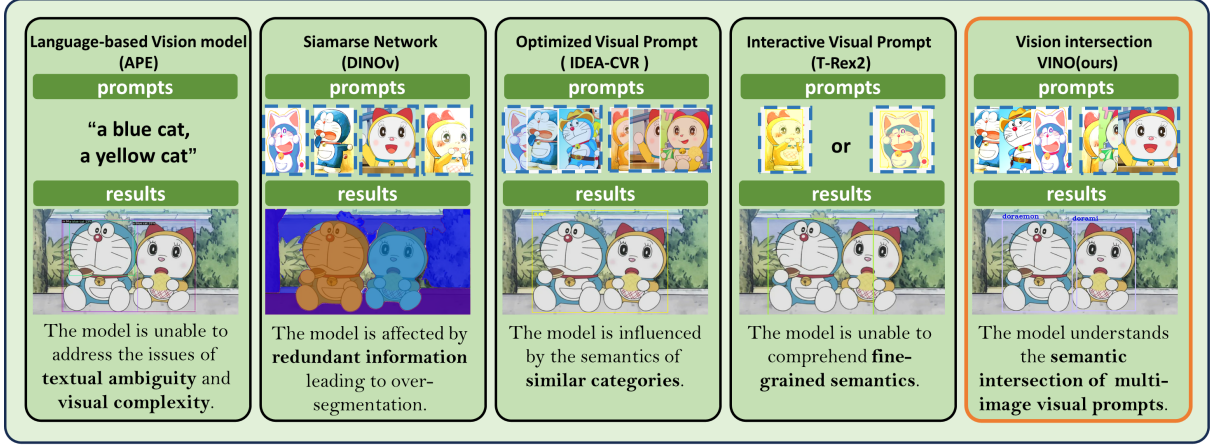 Language-based Vision model
(APE)
prompts
“a blue cat,
a yellow cat”
results
The model is unable to
address the issues of
textual ambiguity and
visual complexity.
Siamarse Network
(DINOv)
prompts
results
The model is affected by
redundant information
leading to over-
segmentation.
Optimized Visual Prompt
( IDEA-CVR )
prompts
results
The model is influenced
by the semantics of
similar categories.
Interactive Visual Prompt
(T-Rex2)
prompts
or
results
The model is unable to
comprehend fine-
grained semantics.
Vision intersection
VINO(ours)
prompts
results
doraemon
dorami
The model understands
the semantic
intersection of multi-
image visual prompts.